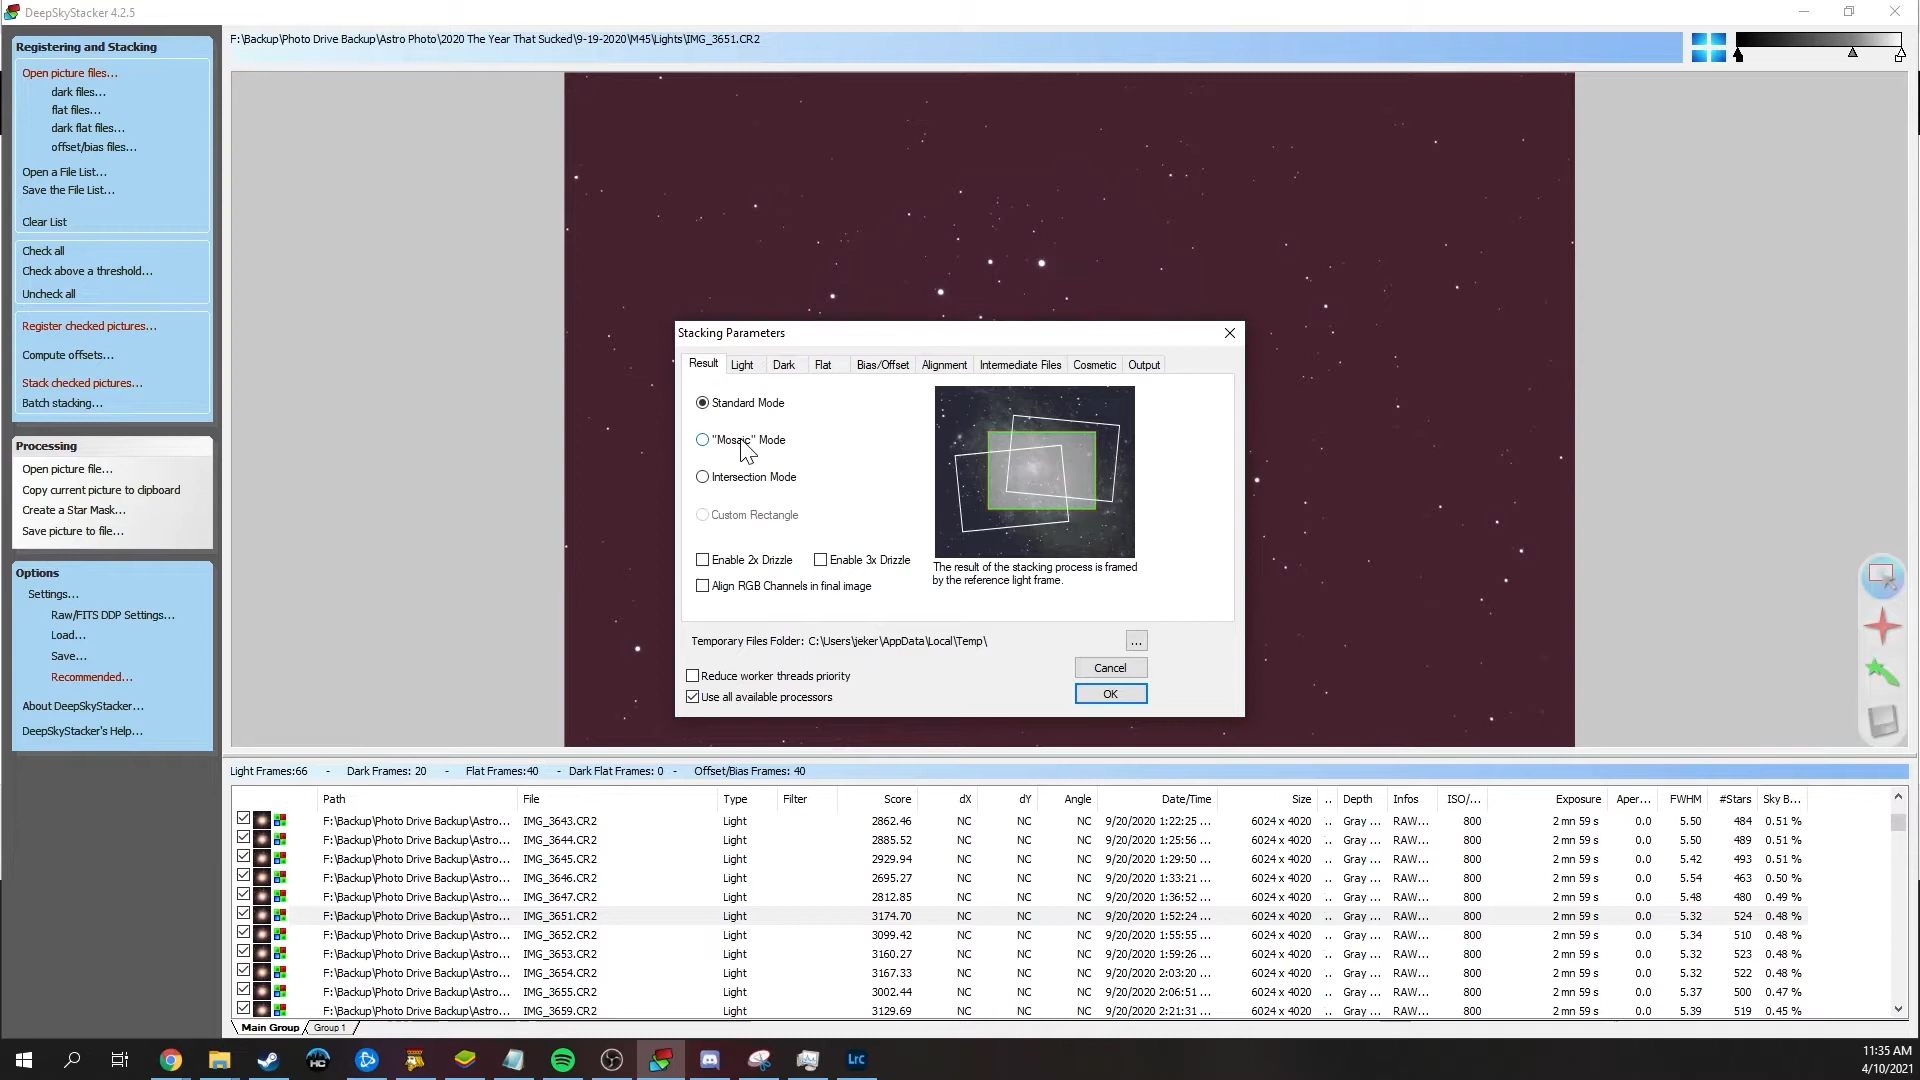 DeepSkyStacker 4.2.5
Registering and Stacking
Open picture files...
dark files...
flat files...
dark flat files...
offset/bias files...
Open a File List...
Save the File List...
Clear List
Check all
Check above a threshold...
Uncheck all
Register checked pictures...
Compute offsets...
Stack checked pictures...
Batch stacking...
Processing
Open picture file...
Copy current picture to clipboard
Create a Star Mask...
Save picture to file...
Options
Settings...
Raw/FITS DDP Settings...
Load...
Save...
Recommended...
About DeepSkyStacker...
DeepSkyStacker's Help...
F:\Backup\Photo Drive Backup\Astro Photo\2020 The Year That Sucked\9-19-2020\M45\Lights\IMG_3651.CR2
Stacking Parameters
Result Light Dark Flat Bias/Offset Alignment Intermediate Files Cosmetic Output
Standard Mode
"Mosaic" Mode
Intersection Mode
Custom Rectangle
Enable 2x Drizzle Enable 3x Drizzle
Align RGB Channels in final image
The result of the stacking process is framed
by the reference light frame.
Temporary Files Folder: C:\Users\jeker\AppData\Local\Temp\
...
Reduce worker threads priority
Use all available processors
Cancel
OK
Light Frames:66 - Dark Frames: 20 - Flat Frames:40 - Dark Flat Frames: 0 - Offset/Bias Frames: 40
Path File Type Filter Score dX dY Angle Date/Time Size .. Depth Infos ISO/... Exposure Aper... FWHM #Stars Sky B...
F:\Backup\Photo Drive Backup\Astro... IMG_3643.CR2 Light 2862.46 NC NC NC 9/20/2020 1:22:25 ... 6024 x 4020 .. Gray ... RAW... 800 2 mn 59 s 0.0 5.50 484 0.51 %
F:\Backup\Photo Drive Backup\Astro... IMG_3644.CR2 Light 2885.52 NC NC NC 9/20/2020 1:25:56 ... 6024 x 4020 .. Gray ... RAW... 800 2 mn 59 s 0.0 5.50 489 0.51 %
F:\Backup\Photo Drive Backup\Astro... IMG_3645.CR2 Light 2929.94 NC NC NC 9/20/2020 1:29:50 ... 6024 x 4020 .. Gray ... RAW... 800 2 mn 59 s 0.0 5.42 493 0.51 %
F:\Backup\Photo Drive Backup\Astro... IMG_3646.CR2 Light 2695.27 NC NC NC 9/20/2020 1:33:21 ... 6024 x 4020 .. Gray ... RAW... 800 2 mn 59 s 0.0 5.54 463 0.50 %
F:\Backup\Photo Drive Backup\Astro... IMG_3647.CR2 Light 2812.85 NC NC NC 9/20/2020 1:36:52 ... 6024 x 4020 .. Gray ... RAW... 800 2 mn 59 s 0.0 5.48 480 0.49 %
F:\Backup\Photo Drive Backup\Astro... IMG_3651.CR2 Light 3174.70 NC NC NC 9/20/2020 1:52:24 ... 6024 x 4020 .. Gray ... RAW... 800 2 mn 59 s 0.0 5.32 524 0.48 %
F:\Backup\Photo Drive Backup\Astro... IMG_3652.CR2 Light 3099.42 NC NC NC 9/20/2020 1:55:55 ... 6024 x 4020 .. Gray ... RAW... 800 2 mn 59 s 0.0 5.34 510 0.48 %
F:\Backup\Photo Drive Backup\Astro... IMG_3653.CR2 Light 3160.27 NC NC NC 9/20/2020 1:59:26 ... 6024 x 4020 .. Gray ... RAW... 800 2 mn 59 s 0.0 5.32 523 0.48 %
F:\Backup\Photo Drive Backup\Astro... IMG_3654.CR2 Light 3167.33 NC NC NC 9/20/2020 2:03:20 ... 6024 x 4020 .. Gray ... RAW... 800 2 mn 59 s 0.0 5.32 522 0.48 %
F:\Backup\Photo Drive Backup\Astro... IMG_3655.CR2 Light 3002.44 NC NC NC 9/20/2020 2:06:51 ... 6024 x 4020 .. Gray ... RAW... 800 2 mn 59 s 0.0 5.37 500 0.47 %
F:\Backup\Photo Drive Backup\Astro... IMG_3659.CR2 Light 3129.69 NC NC NC 9/20/2020 2:21:31 ... 6024 x 4020 .. Gray ... RAW... 800 2 mn 59 s 0.0 5.39 519 0.45 %
Main Group Group 1
HC
Lrc
11:35 AM
4/10/2021